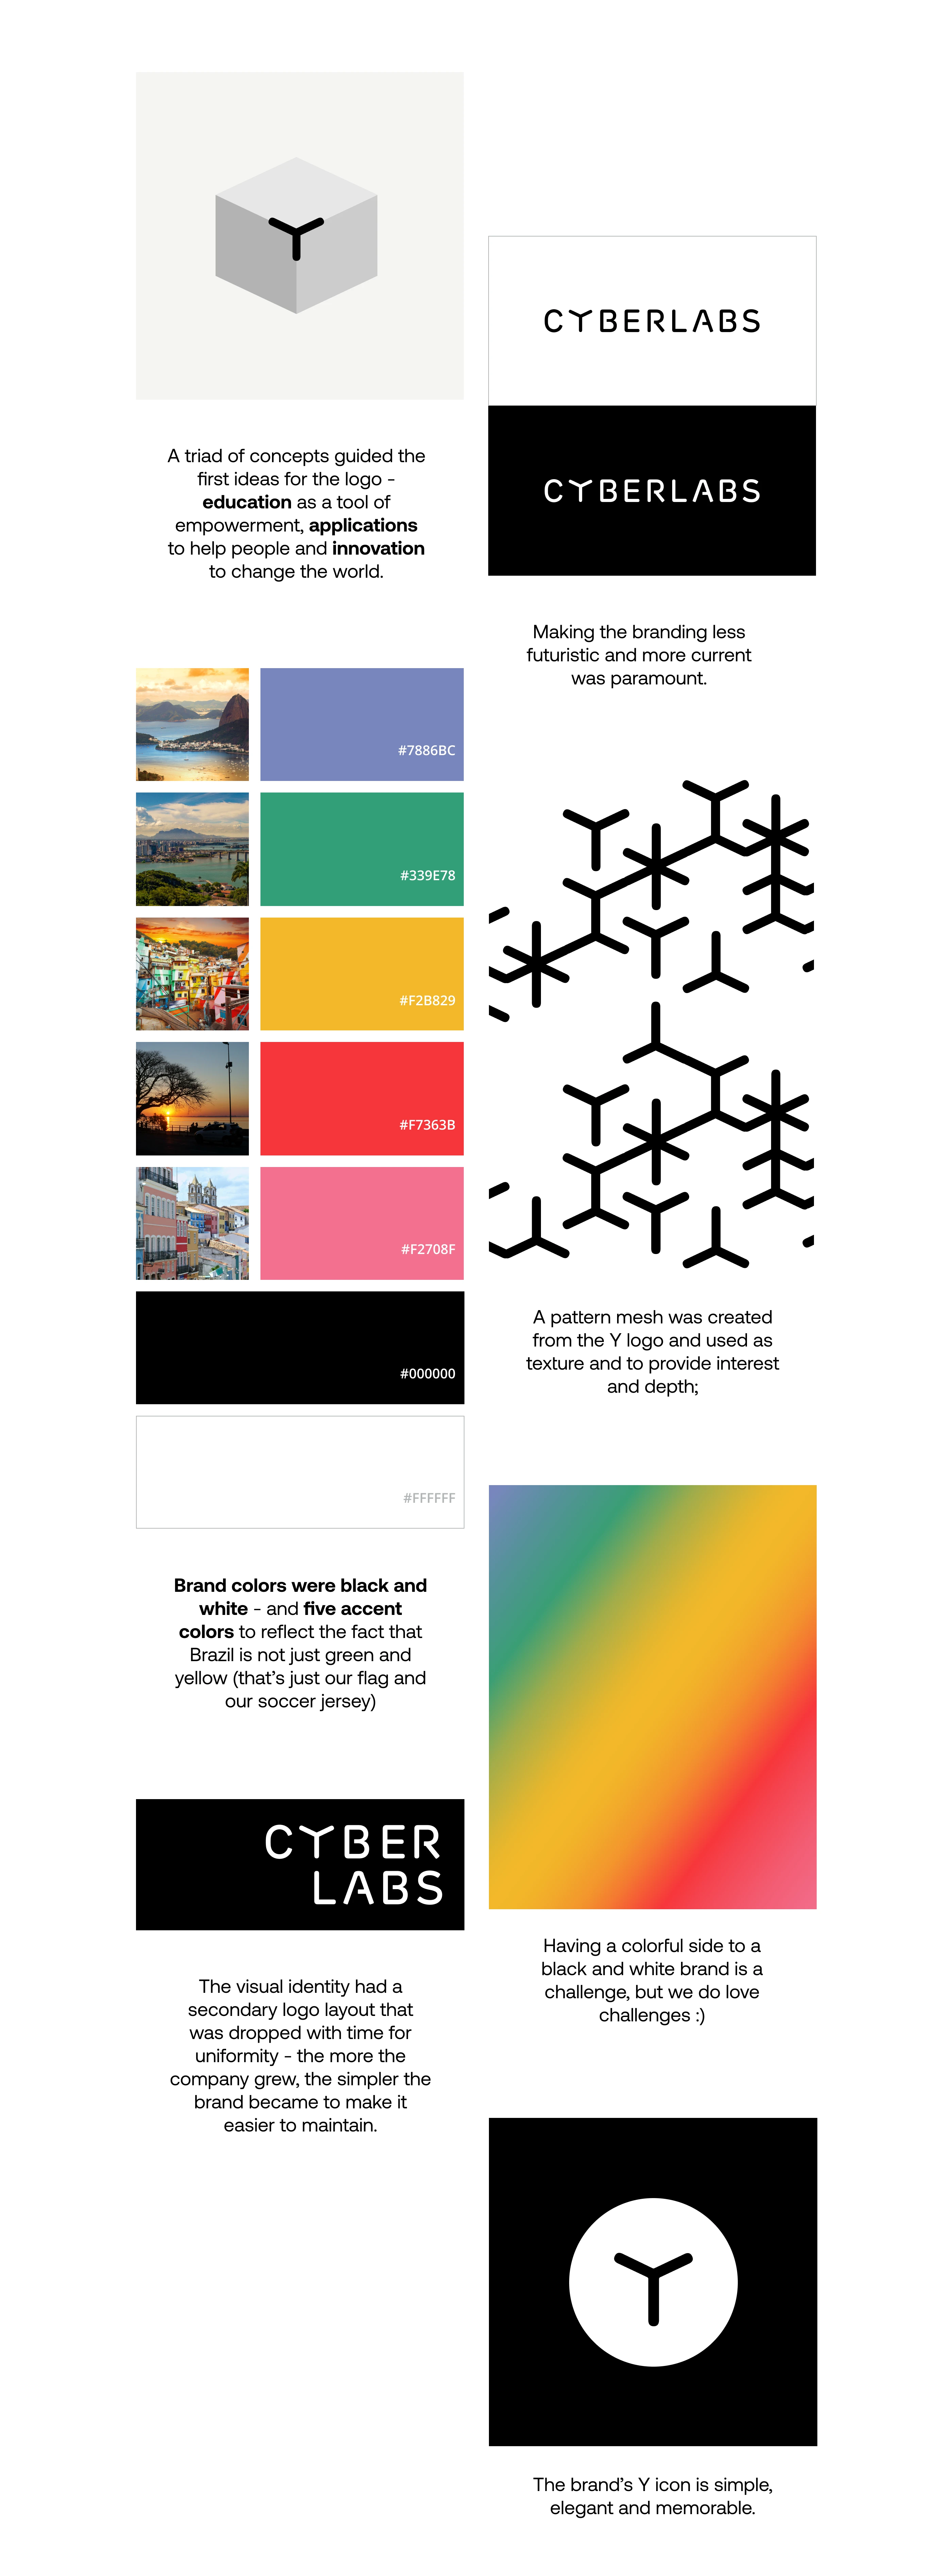 A triad of concepts guided the
first ideas for the logo -
education as a tool of
empowerment, applications
to help people and innovation
to change the world.
CYBERLABS
CYBERLABS
Making the branding less
futuristic and more current
was paramount.
#7886BC
#339E78
#F2B829
#F7363B
#F2708F
#000000
#FFFFFF
A pattern mesh was created
from the Y logo and used as
texture and to provide interest
and depth;
Brand colors were black and
white - and five accent
colors to reflect the fact that
Brazil is not just green and
yellow (that’s just our flag and
our soccer jersey)
CYBER
LABS
The visual identity had a
secondary logo layout that
was dropped with time for
uniformity - the more the
company grew, the simpler the
brand became to make it
easier to maintain.
Having a colorful side to a
black and white brand is a
challenge, but we do love
challenges :)
Y
The brand’s Y icon is simple,
elegant and memorable.